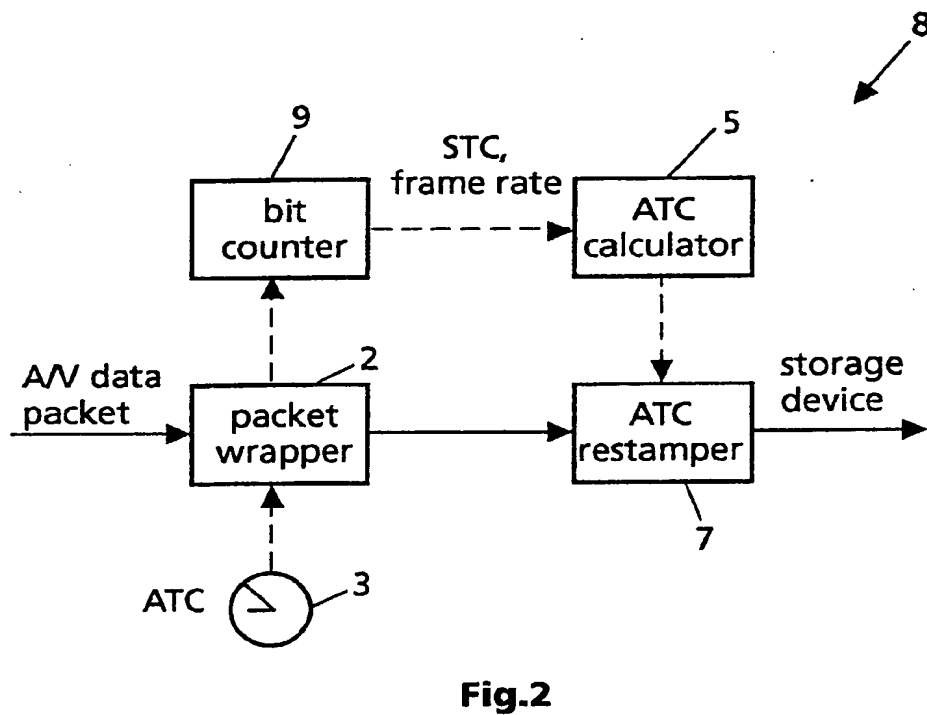 8
9
5
STC,
frame rate
bit
counter
ATC
calculator
2
A/V data
packet
packet
wrapper
storage
device
ATC
restamper
7
ATC
3
Fig.2